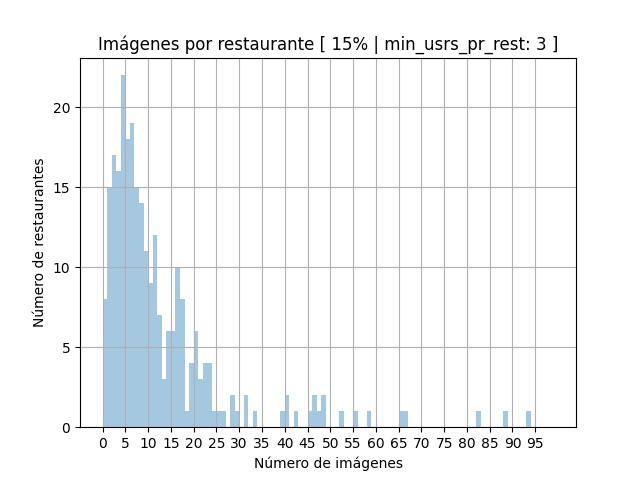 Imágenes por restaurante [ 15% | min_usrs_pr_rest: 3 ]
Número de restaurantes
20
15
10
5
0
0 5 10 15 20 25 30 35 40 45 50 55 60 65 70 75 80 85 90 95
Número de imágenes